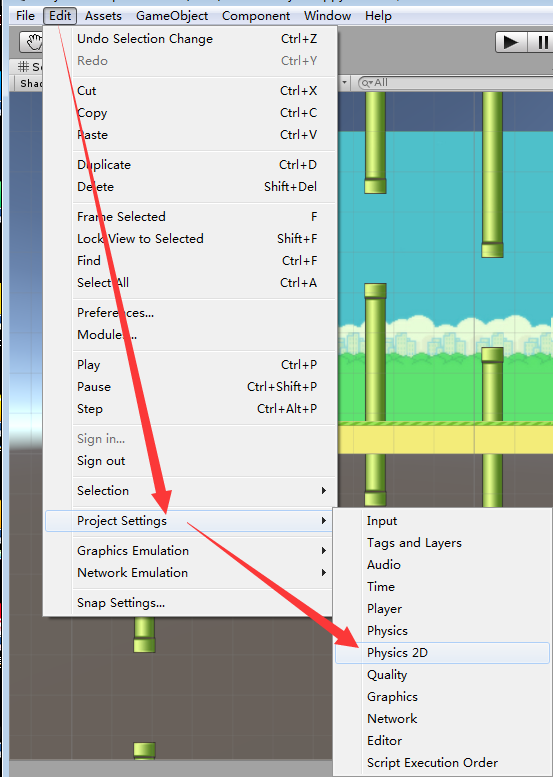 File Edit Assets GameObject Component Window Help
Undo Selection Change Ctrl+Z
Redo Ctrl+Y
Cut Ctrl+X
Copy Ctrl+C
Paste Ctrl+V
Duplicate Ctrl+D
Delete Shift+Del
Frame Selected F
Lock View to Selected Shift+F
Find Ctrl+F
Select All Ctrl+A
Preferences...
Play Ctrl+P
Pause Ctrl+Shift+P
Step Ctrl+Alt+P
Sign in...
Sign out
Selection
Project Settings
Graphics Emulation
Network Emulation
Snap Settings...
All
Input
Tags and Layers
Audio
Time
Player
Physics
Physics 2D
Quality
Graphics
Network
Editor
Script Execution Order